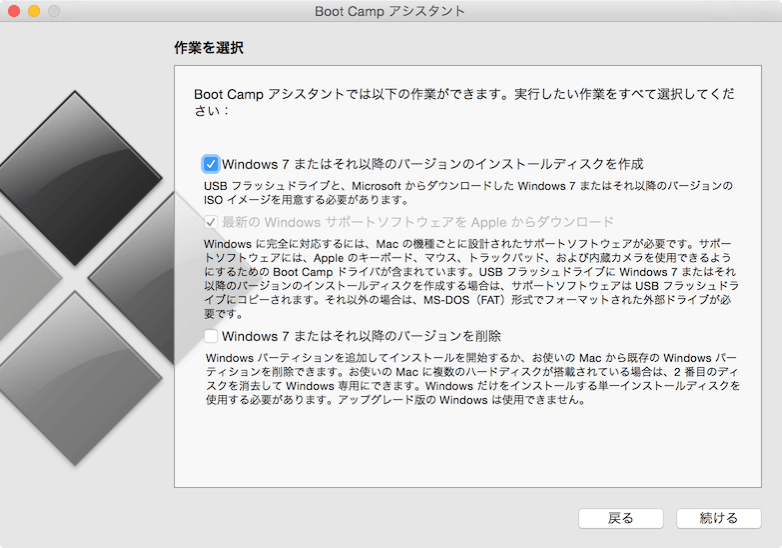 Boot Camp アシスタント
作業を選択
Boot Camp アシスタントでは以下の作業ができます。実行したい作業をすべて選択してくだ
さい：
Windows 7 またはそれ以降のバージョンのインストールディスクを作成
USB フラッシュドライブと、Microsoft からダウンロードした Windows 7 またはそれ以降のバージョンの
ISO イメージを用意する必要があります。
最新の Windows サポートソフトウェアを Apple からダウンロード
Windows に完全に対応するには、Mac の機種ごとに設計されたサポートソフトウェアが必要です。サポー
トソフトウェアには、Apple のキーボード、マウス、トラックパッド、および内蔵カメラを使用できるよう
にするための Boot Camp ドライバが含まれています。USB フラッシュドライブに Windows 7 またはそれ
以降のバージョンのインストールディスクを作成する場合は、サポートソフトウェアは USB フラッシュドラ
イブにコピーされます。それ以外の場合は、MS-DOS（FAT）形式でフォーマットされた外部ドライブが必
要です。
Windows 7 またはそれ以降のバージョンを削除
Windows パーティションを追加してインストールを開始するか、お使いの Mac から既存の Windows パー
ティションを削除できます。お使いの Mac に複数のハードディスクが搭載されている場合は、2 番目のディ
スクを消去して Windows 専用にできます。Windows だけをインストールする単一インストールディスクを
使用する必要があります。アップグレード版の Windows は使用できません。
戻る
続ける